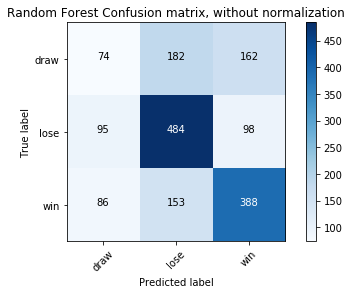 Random Forest Confusion matrix, without normalization
draw 74 182 162
lose 95 484 98
win 86 153 388
draw lose win
True label
Predicted label
450
400
350
300
250
200
150
100